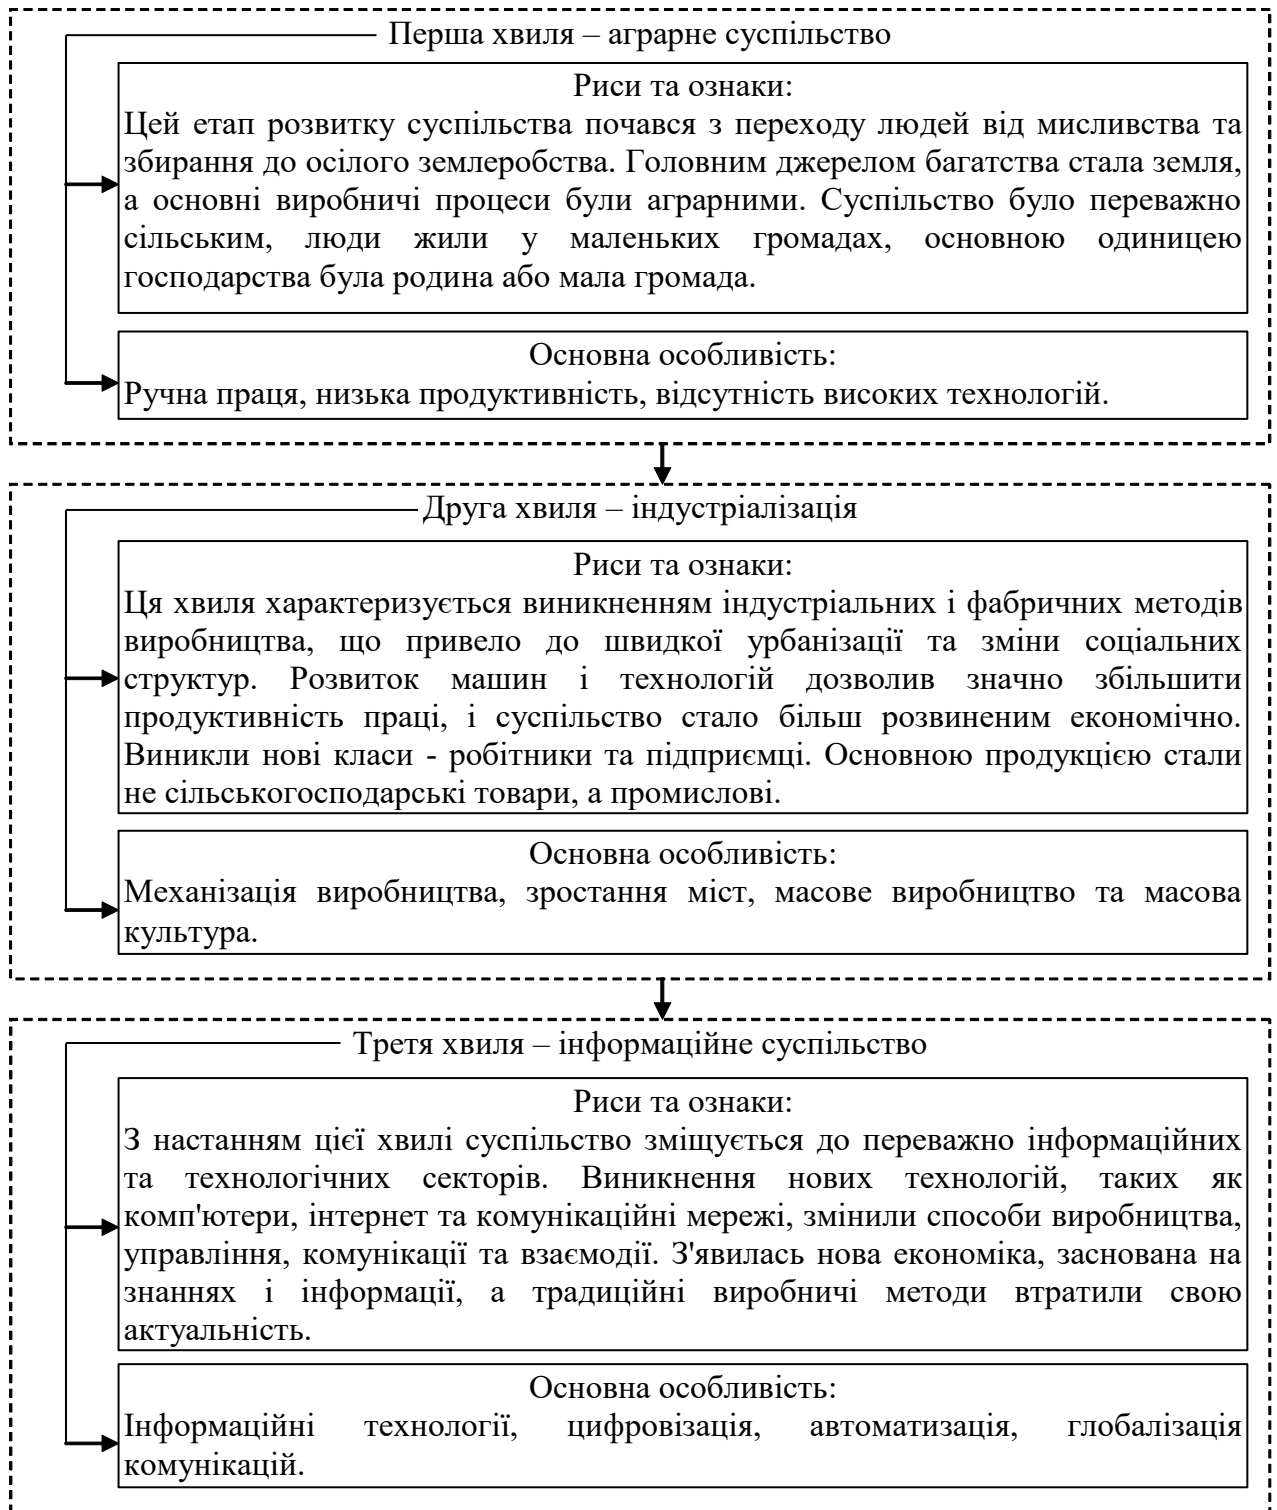 Перша хвиля – аграрне суспільство
Риси та ознаки:
Цей етап розвитку суспільства почався з переходу людей від мисливства та
збирання до осілого землеробства. Головним джерелом багатства стала земля,
а основні виробничі процеси були аграрними. Суспільство було переважно
сільським, люди жили у маленьких громадах, основною одиницею
господарства була родина або мала громада.
Основна особливість:
Ручна праця, низька продуктивність, відсутність високих технологій.
Друга хвиля – індустріалізація
Риси та ознаки:
Ця хвиля характеризується виникненням індустріальних і фабричних методів
виробництва, що привело до швидкої урбанізації та зміни соціальних
структур. Розвиток машин і технологій дозволив значно збільшити
продуктивність праці, і суспільство стало більш розвиненим економічно.
Виникли нові класи - робітники та підприємці. Основною продукцією стали
не сільськогосподарські товари, а промислові.
Основна особливість:
Механізація виробництва, зростання міст, масове виробництво та масова
культура.
Третя хвиля – інформаційне суспільство
Риси та ознаки:
З настанням цієї хвилі суспільство зміщується до переважно інформаційних
та технологічних секторів. Виникнення нових технологій, таких як
комп'ютери, інтернет та комунікаційні мережі, змінили способи виробництва,
управління, комунікації та взаємодії. З'явилась нова економіка, заснована на
знаннях і інформації, а традиційні виробничі методи втратили свою
актуальність.
Основна особливість:
Інформаційні технології, цифровізація, автоматизація, глобалізація
комунікацій.